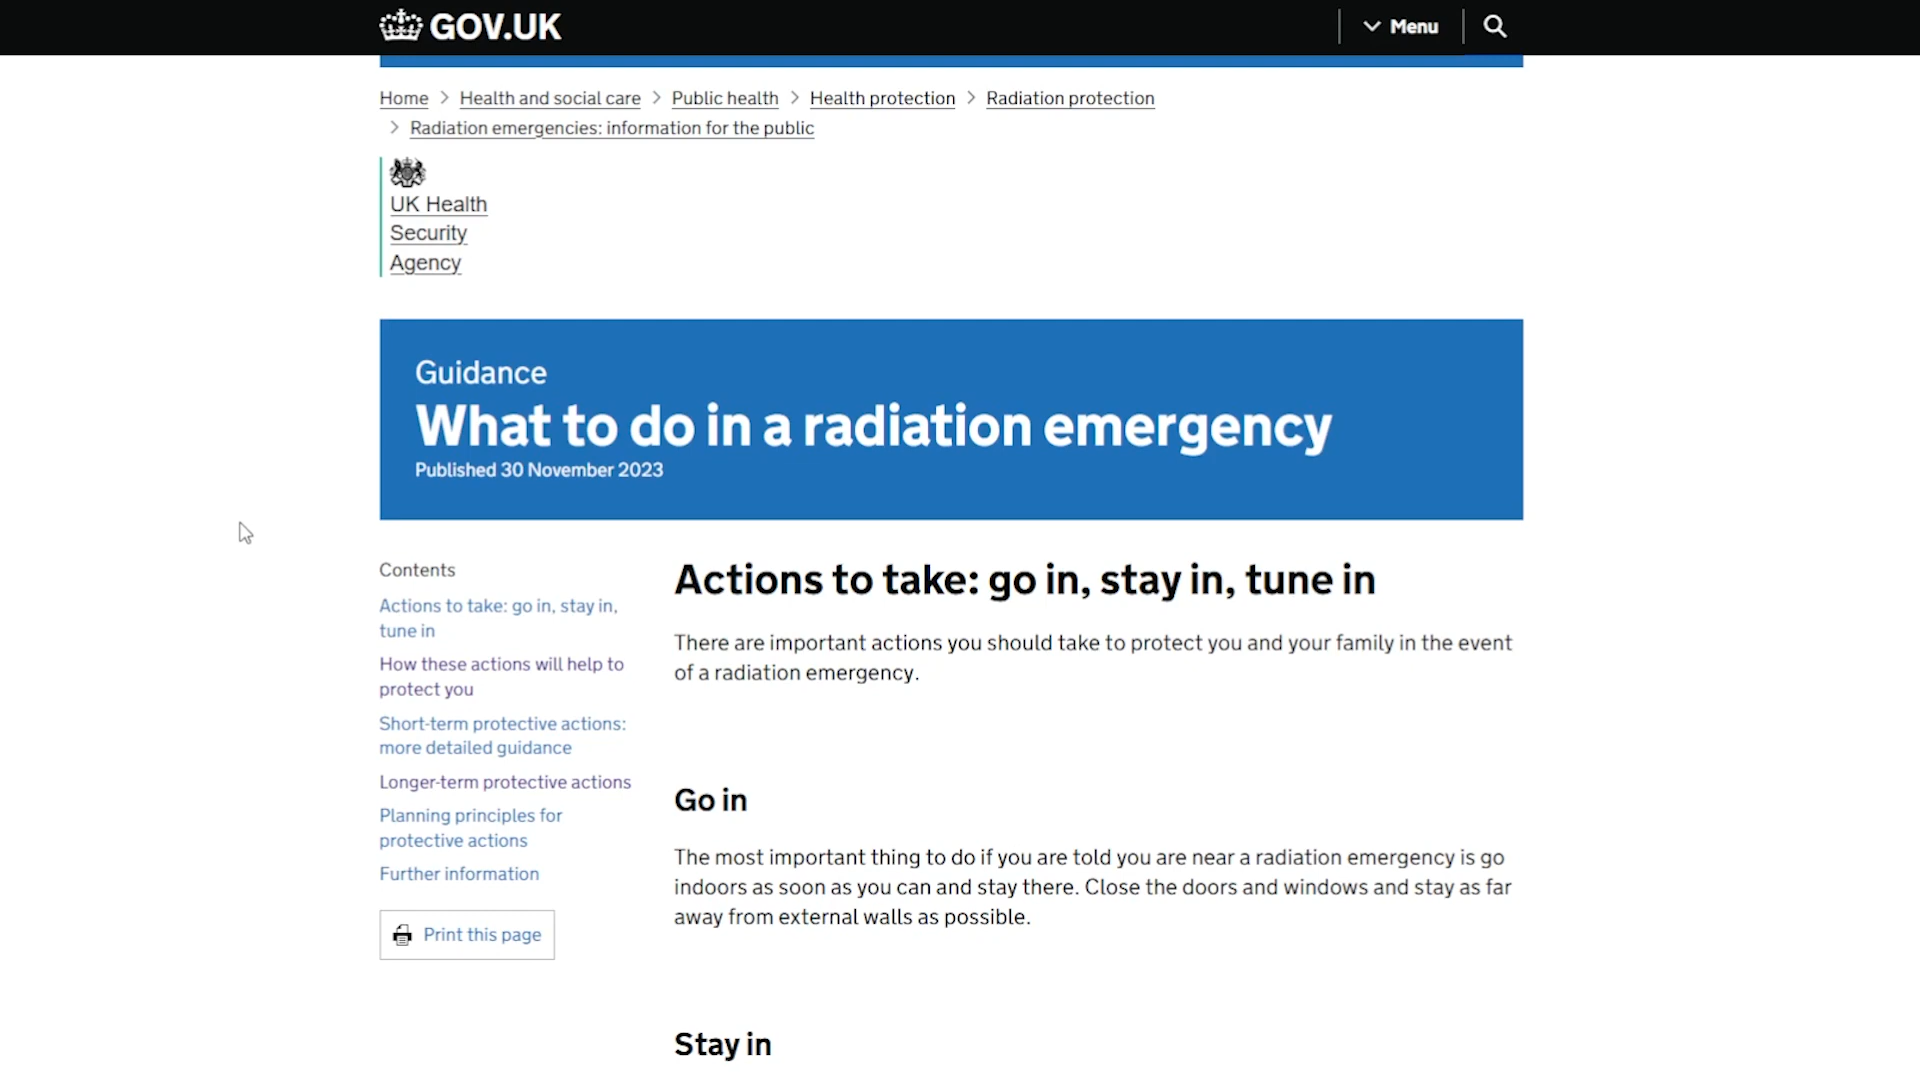 GOV.UK
Menu
Home > Health and social care > Public health > Health protection > Radiation protection
> Radiation emergencies: information for the public
UK Health
Security
Agency
Guidance
What to do in a radiation emergency
Published 30 November 2023
Contents
Actions to take: go in, stay in,
tune in
How these actions will help to
protect you
Short-term protective actions:
more detailed guidance
Longer-term protective actions
Planning principles for
protective actions
Further information
Print this page
Actions to take: go in, stay in, tune in
There are important actions you should take to protect you and your family in the event
of a radiation emergency.
Go in
The most important thing to do if you are told you are near a radiation emergency is go
indoors as soon as you can and stay there. Close the doors and windows and stay as far
away from external walls as possible.
Stay in